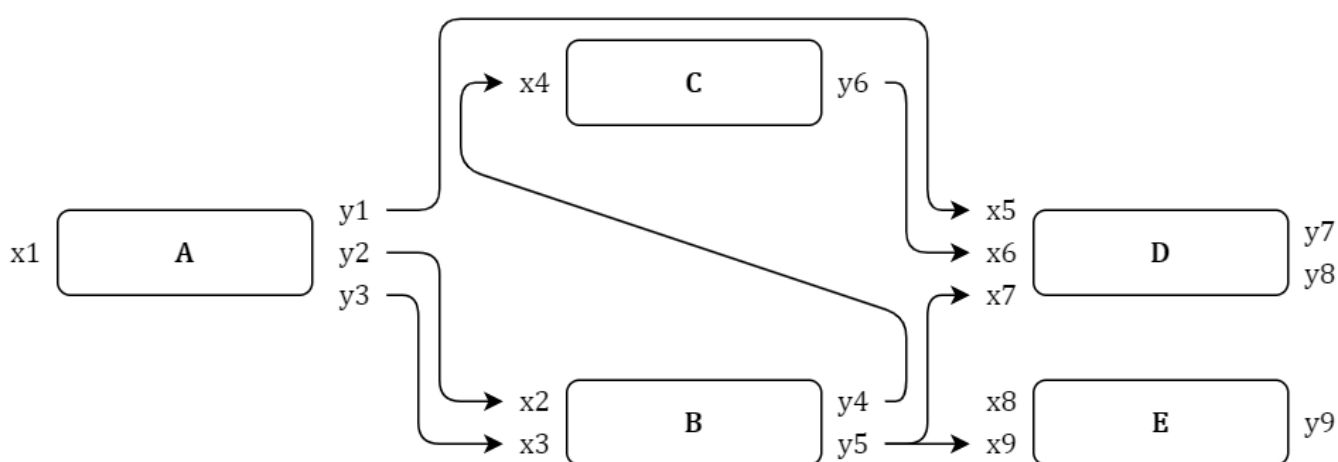 x4 C y6
y1 x5
x1 A y2 x6 D y7
y3 x7 y8
x2 B y4 x8 E y9
x3 y5 x9